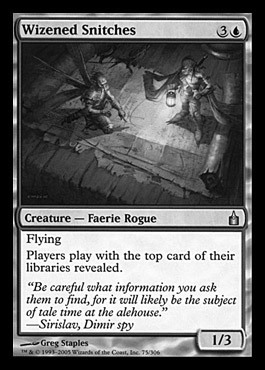 Wizened Snitches 3
Creature — Faerie Rogue
Flying
Players play with the top card of their
libraries revealed.
“Be careful what information you ask
them to find, for it will likely be the subject
of tale time at the alehouse.”
—Sirislav, Dimir spy
Greg Staples
™ & © 1993–2005 Wizards of the Coast, Inc. 75/306
1/3